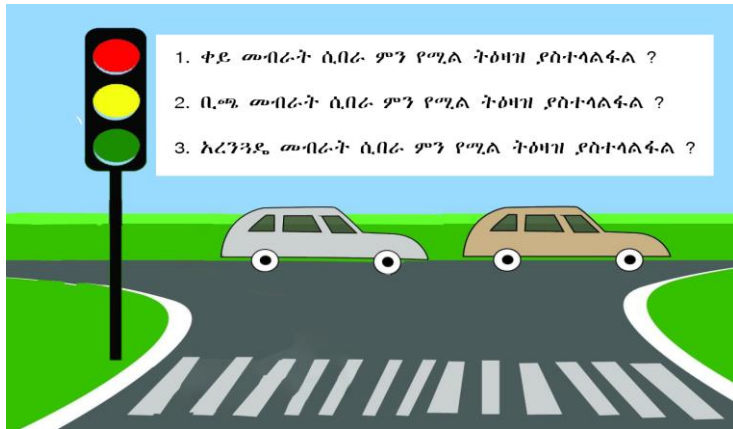 1. ቀይ መብራት ሲበራ ምን የሚል ትዕዛዝ ያስተላልፋል ?
2. ቢጫ መብራት ሲበራ ምን የሚል ትዕዛዝ ያስተላልፋል ?
3. አረንጓዴ መብራት ሲበራ ምን የሚል ትዕዛዝ ያስተላልፋል ?